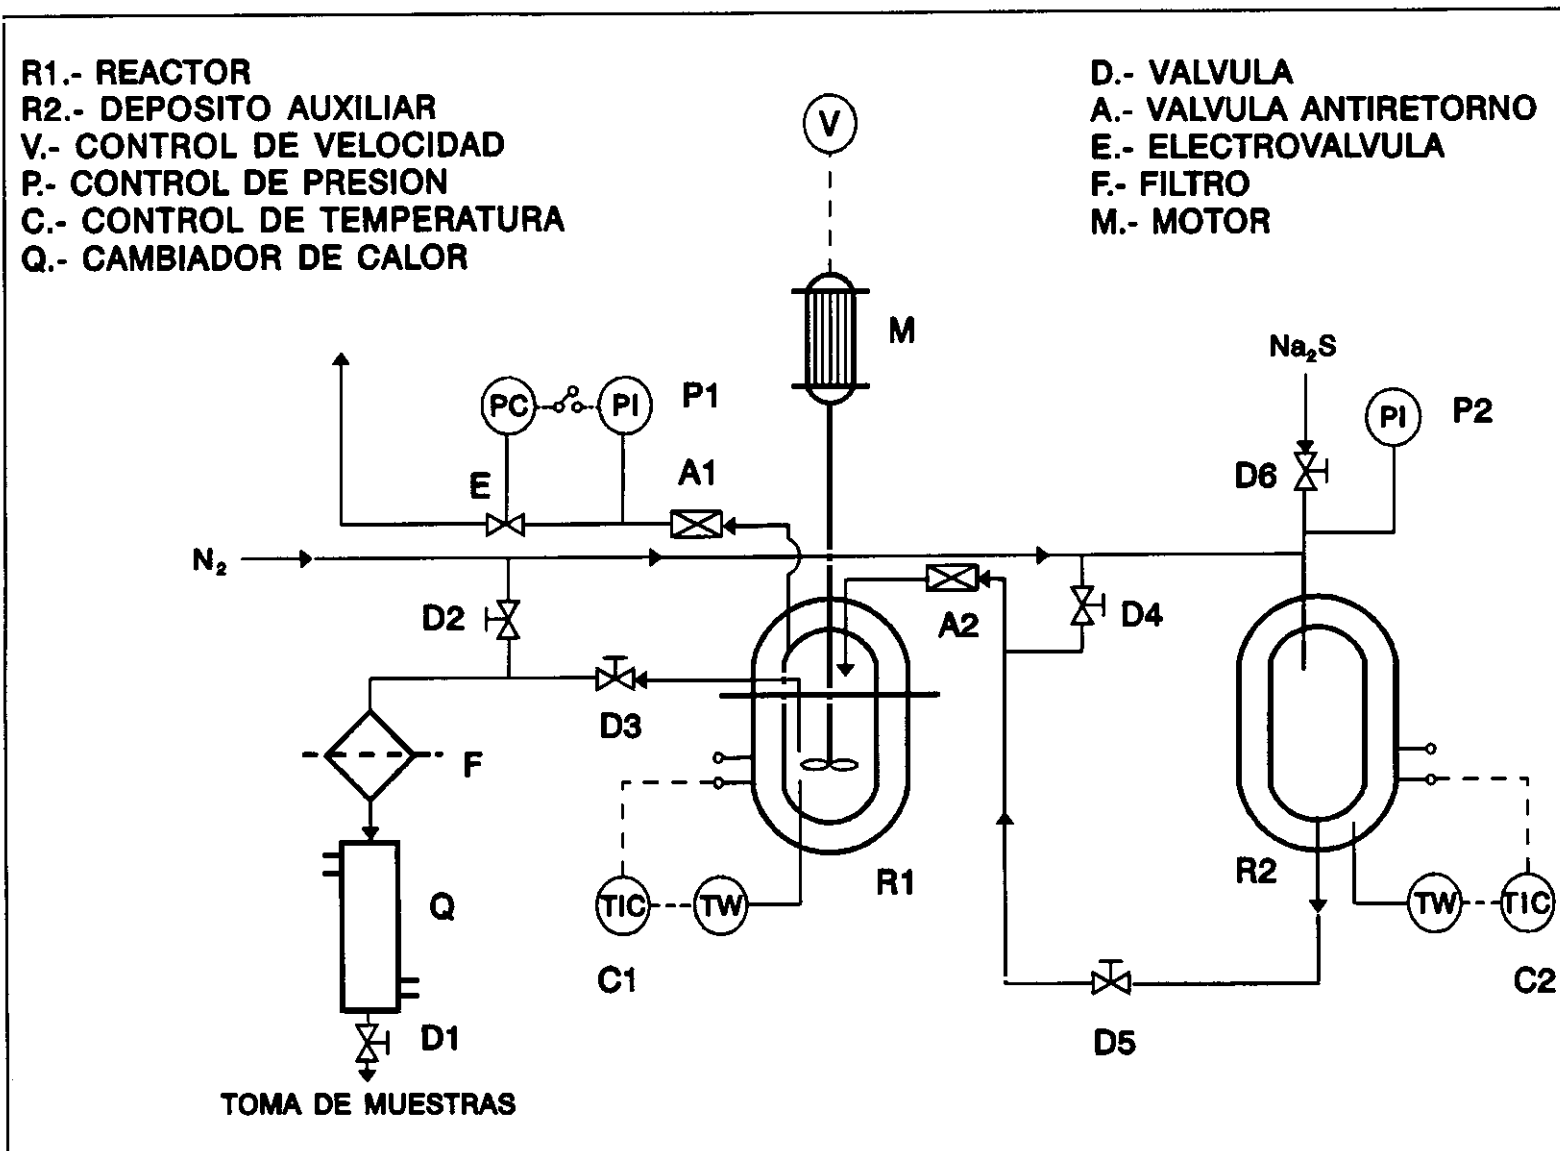 R1.- REACTOR
R2.- DEPOSITO AUXILIAR
V.- CONTROL DE VELOCIDAD
P.- CONTROL DE PRESION
C.- CONTROL DE TEMPERATURA
Q.- CAMBIADOR DE CALOR
D.- VALVULA
A.- VALVULA ANTIRETORNO
E.- ELECTROVALVULA
F.- FILTRO
M.- MOTOR
V
M
Na₂S
PC
PI
P1
PI
P2
E
A1
D6
N₂
D2
A2
D4
D3
F
R1
R2
Q
TIC
TW
TW
TIC
C1
C2
D1
D5
TOMA DE MUESTRAS